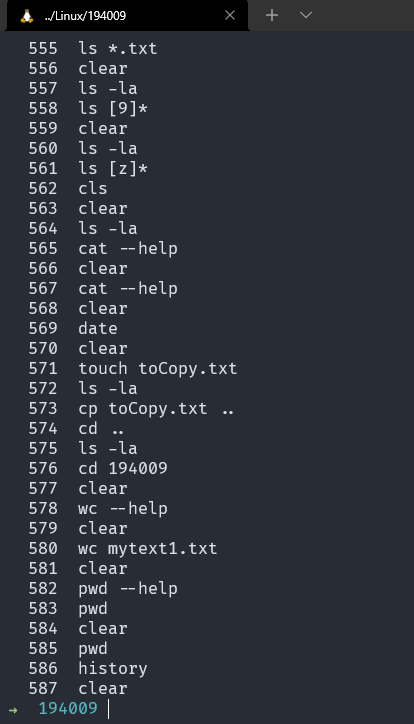 ../Linux/194009
555 ls *.txt
556 clear
557 ls -la
558 ls [9]*
559 clear
560 ls -la
561 ls [z]*
562 cls
563 clear
564 ls -la
565 cat --help
566 clear
567 cat --help
568 clear
569 date
570 clear
571 touch toCopy.txt
572 ls -la
573 cp toCopy.txt ..
574 cd ..
575 ls -la
576 cd 194009
577 clear
578 wc --help
579 clear
580 wc mytext1.txt
581 clear
582 pwd --help
583 pwd
584 clear
585 pwd
586 history
587 clear
→ 194009